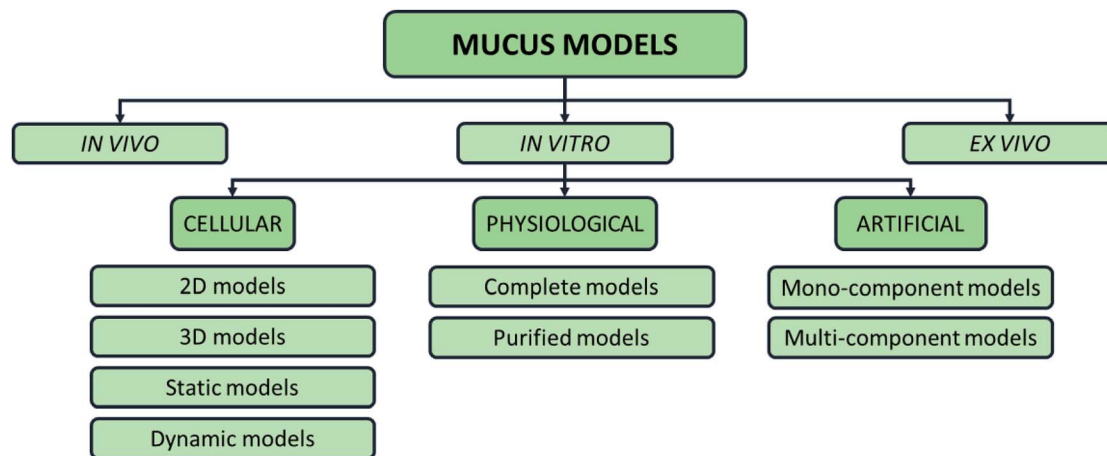 MUCUS MODELS
IN VIVO
IN VITRO
EX VIVO
CELLULAR
PHYSIOLOGICAL
ARTIFICIAL
2D models
3D models
Static models
Dynamic models
Complete models
Purified models
Mono-component models
Multi-component models